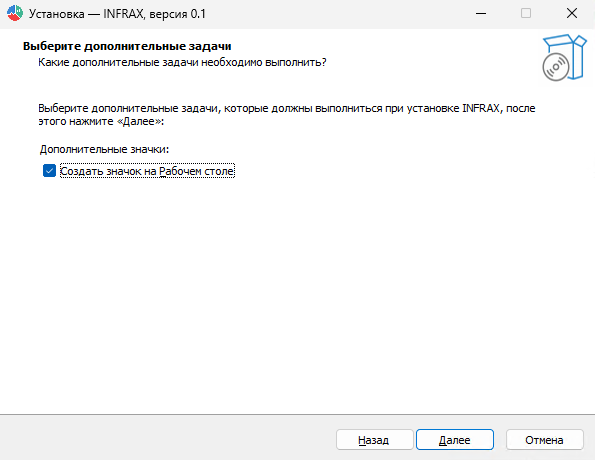 Установка — INFRAX, версия 0.1
Выберите дополнительные задачи
Какие дополнительные задачи необходимо выполнить?
Выберите дополнительные задачи, которые должны выполниться при установке INFRAX, после
этого нажмите «Далее»:
Дополнительные значки:
Создать значок на Рабочем столе
Назад
Далее
Отмена